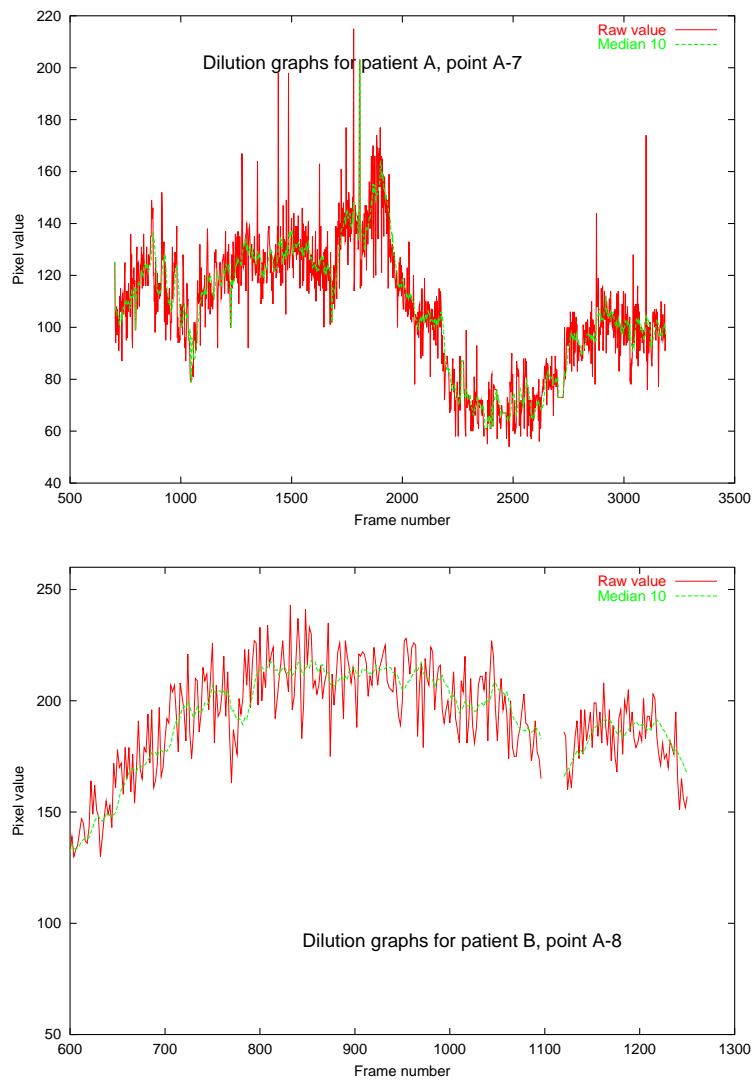 220
200
180
160
140
120
100
80
60
40
500 1000 1500 2000 2500 3000 3500
Pixel value
Frame number
Dilution graphs for patient A, point A-7
Raw value
Median 10
250
200
150
100
50
600 700 800 900 1000 1100 1200 1300
Pixel value
Frame number
Raw value
Median 10
Dilution graphs for patient B, point A-8